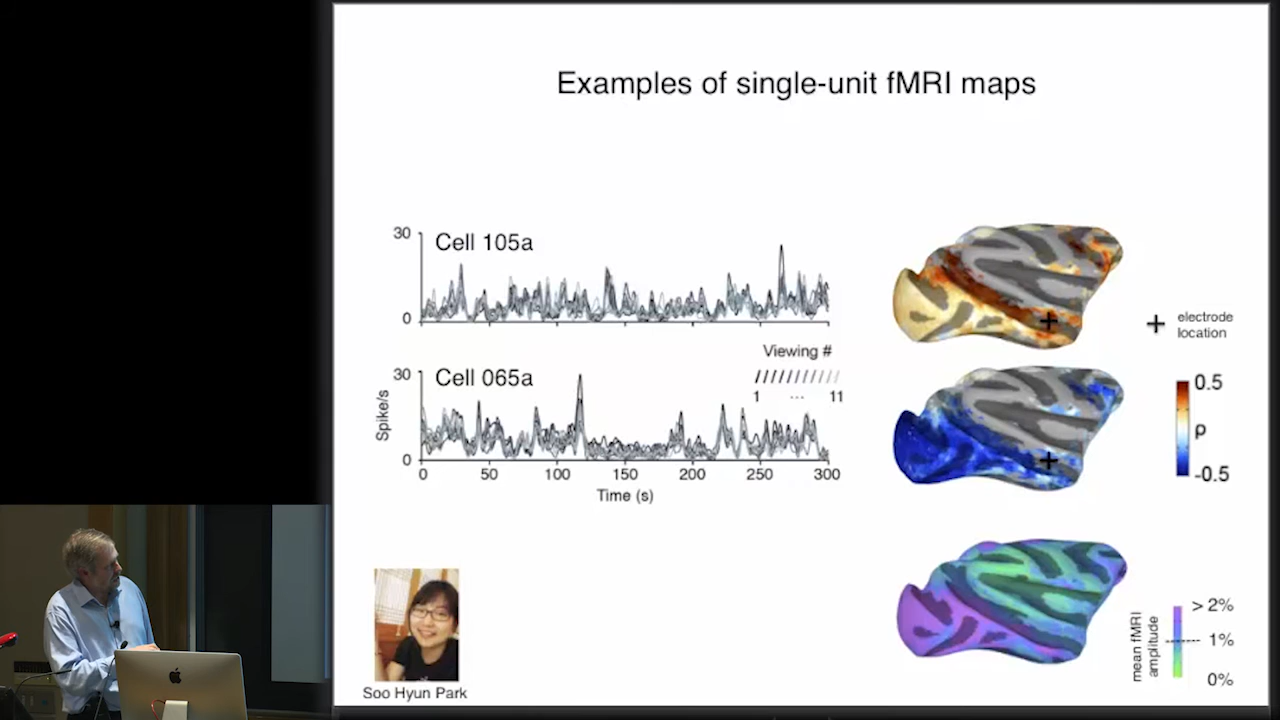 Examples of single-unit fMRI maps
30
Cell 105a
0
Viewing #
1 ... 11
30
Cell 065a
Spike/s
0
0 50 100 150 200 250 300
Time (s)
+ electrode
location
0.5
ρ
-0.5
Soo Hyun Park
mean fMRI
amplitude
> 2%
1%
0%